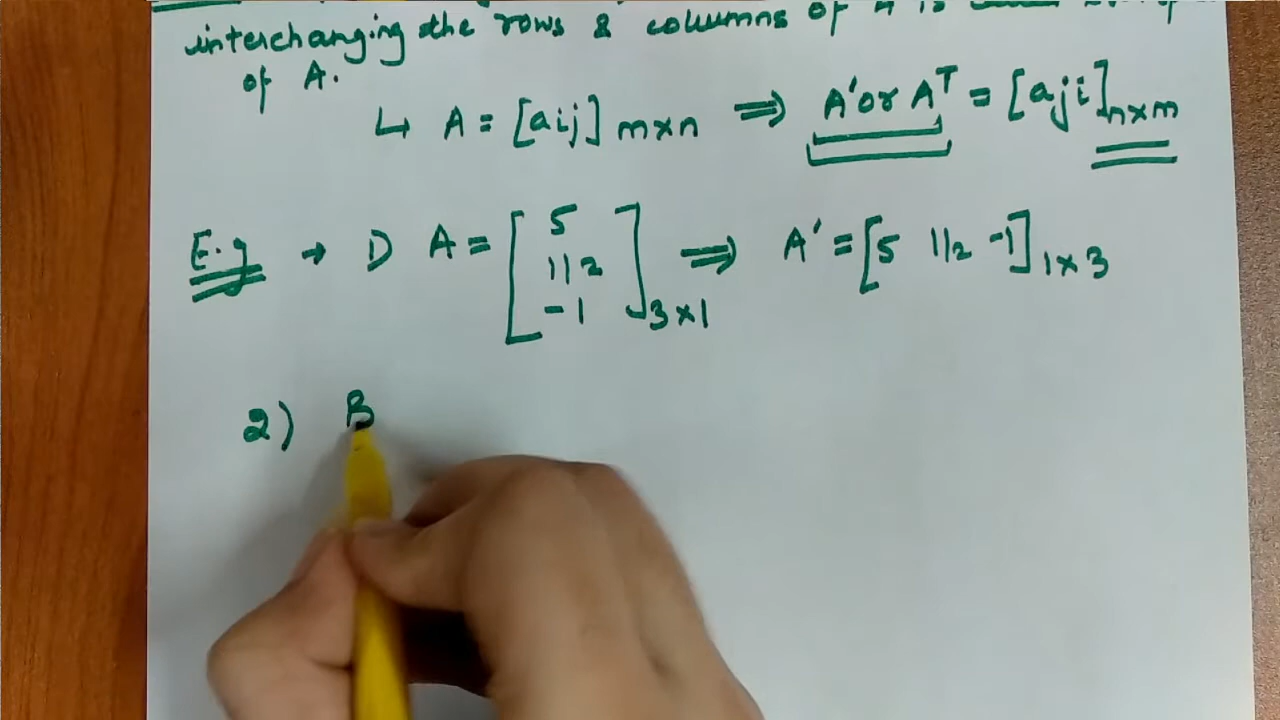 interchanging the rows & columns of A is
of A.
↳ A = [aij] m×n ⟹ A' or Aᵀ = [aji] n×m
E.g → 1) A = [5 1/2 -1] 3×1 ⟹ A' = [5 1/2 -1] 1×3
2) B